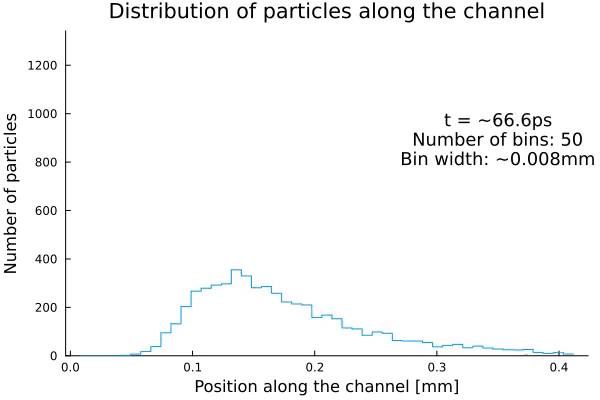 Distribution of particles along the channel
Number of particles
1200
1000
800
600
400
200
0
t = ~66.6ps
Number of bins: 50
Bin width: ~0.008mm
0.0 0.1 0.2 0.3 0.4
Position along the channel [mm]